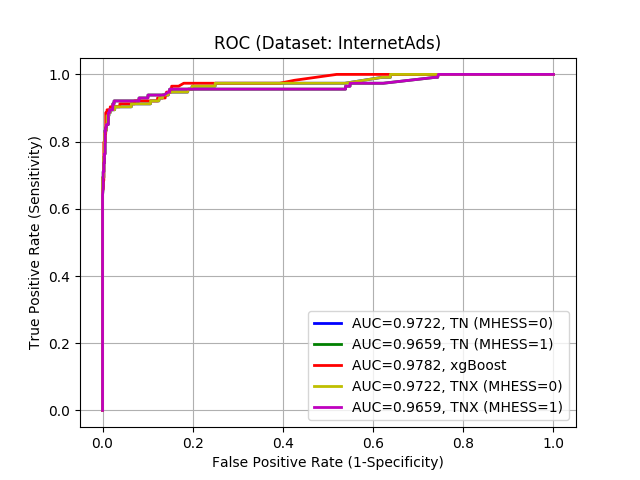 ROC (Dataset: InternetAds)
True Positive Rate (Sensitivity)
1.0
0.8
0.6
0.4
0.2
0.0
AUC=0.9722, TN (MHESS=0)
AUC=0.9659, TN (MHESS=1)
AUC=0.9782, xgBoost
AUC=0.9722, TNX (MHESS=0)
AUC=0.9659, TNX (MHESS=1)
0.0 0.2 0.4 0.6 0.8 1.0
False Positive Rate (1-Specificity)